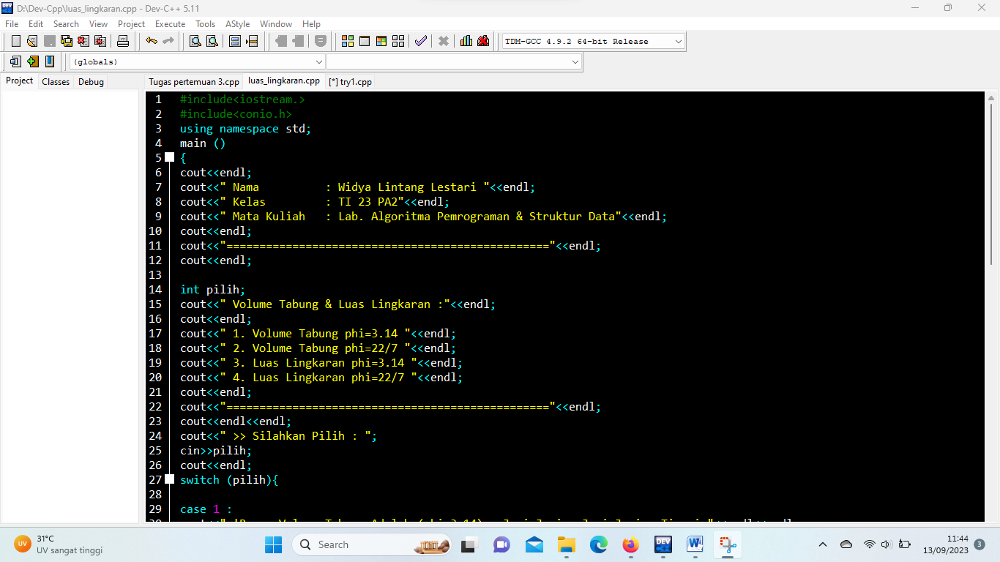 D:\Dev-Cpp\luas_lingkaran.cpp - Dev-C++ 5.11
File Edit Search View Project Execute Tools AStyle Window Help
TDM-GCC 4.9.2 64-bit Release
(globals)
Project Classes Debug
Tugas pertemuan 3.cpp luas_lingkaran.cpp [*] try1.cpp
1 #include<iostream.>
2 #include<conio.h>
3 using namespace std;
4 main ()
5 {
6 cout<<endl;
7 cout<<" Nama          : Widya Lintang Lestari "<<endl;
8 cout<<" Kelas         : TI 23 PA2"<<endl;
9 cout<<" Mata Kuliah   : Lab. Algoritma Pemrograman & Struktur Data"<<endl;
10 cout<<endl;
11 cout<<"================================================="<<endl;
12 cout<<endl;
13
14 int pilih;
15 cout<<" Volume Tabung & Luas Lingkaran :"<<endl;
16 cout<<endl;
17 cout<<" 1. Volume Tabung phi=3.14 "<<endl;
18 cout<<" 2. Volume Tabung phi=22/7 "<<endl;
19 cout<<" 3. Luas Lingkaran phi=3.14 "<<endl;
20 cout<<" 4. Luas Lingkaran phi=22/7 "<<endl;
21 cout<<endl;
22 cout<<"================================================="<<endl;
23 cout<<endl<<endl;
24 cout<<" >> Silahkan Pilih : ";
25 cin>>pilih;
26 cout<<endl;
27 switch (pilih){
28
29 case 1 :
31°C
UV sangat tinggi
UV
Search
DEV
11:44
13/09/2023
3